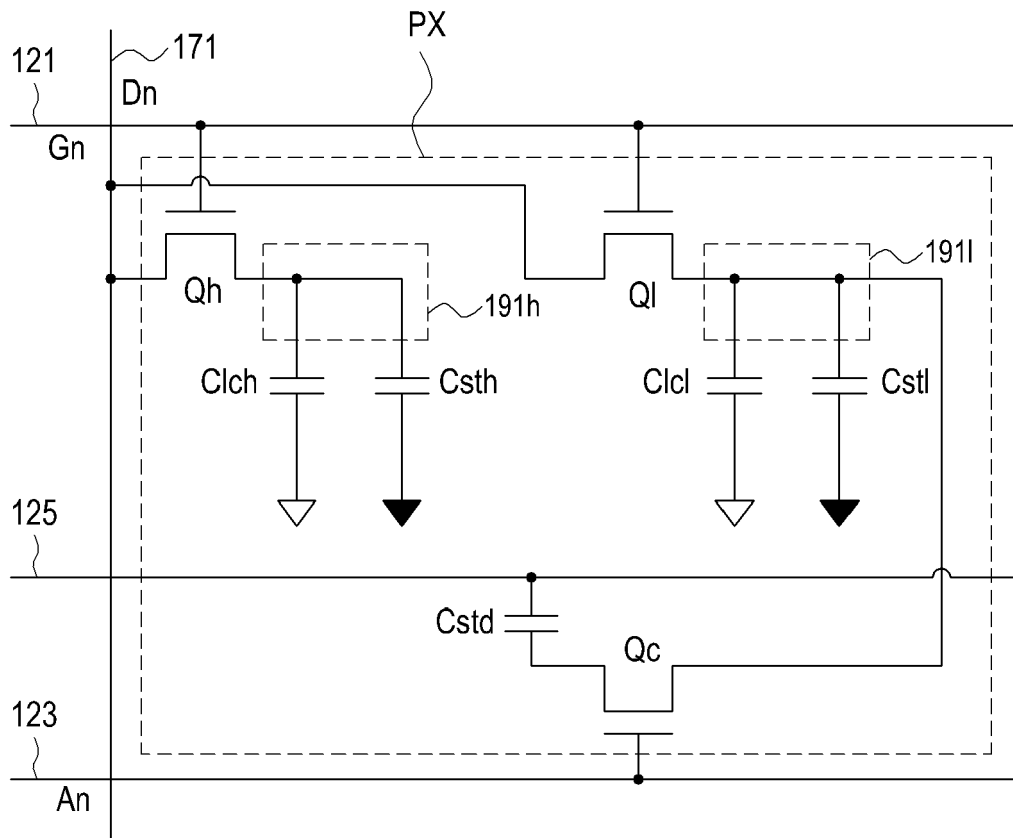 PX
171
121
Dn
Gn
191l
Qh
191h
Ql
Clch
Csth
Clcl
Cstl
125
Cstd
Qc
123
An